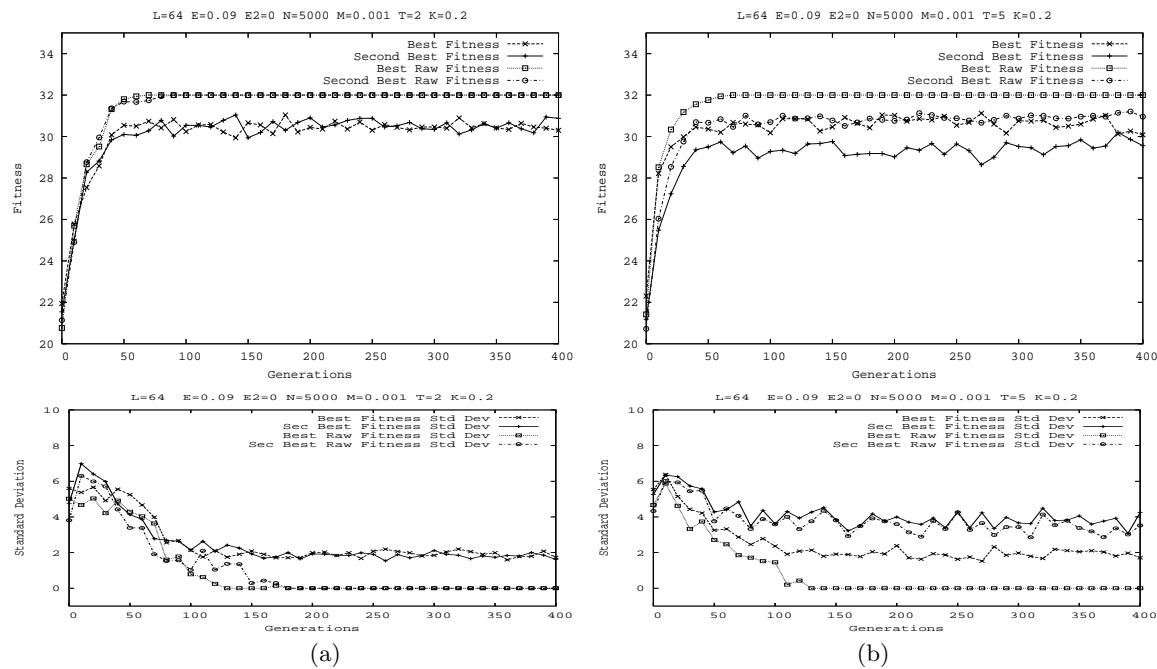 L=64 E=0.09 E2=0 N=5000 M=0.001 T=2 K=0.2
Fitness
34
32
30
28
26
24
22
20
Best Fitness
Second Best Fitness
Best Raw Fitness
Second Best Raw Fitness
0 50 100 150 200 250 300 350 400
Generations
L=64 E=0.09 E2=0 N=5000 M=0.001 T=2 K=0.2
Standard Deviation
10
8
6
4
2
0
Best Fitness Std Dev
Sec Best Fitness Std Dev
Best Raw Fitness Std Dev
Sec Best Raw Fitness Std Dev
0 50 100 150 200 250 300 350 400
Generations
(a)
L=64 E=0.09 E2=0 N=5000 M=0.001 T=5 K=0.2
Fitness
34
32
30
28
26
24
22
20
Best Fitness
Second Best Fitness
Best Raw Fitness
Second Best Raw Fitness
0 50 100 150 200 250 300 350 400
Generations
L=64 E=0.09 E2=0 N=5000 M=0.001 T=5 K=0.2
Standard Deviation
10
8
6
4
2
0
Best Fitness Std Dev
Sec Best Fitness Std Dev
Best Raw Fitness Std Dev
Sec Best Raw Fitness Std Dev
0 50 100 150 200 250 300 350 400
Generations
(b)